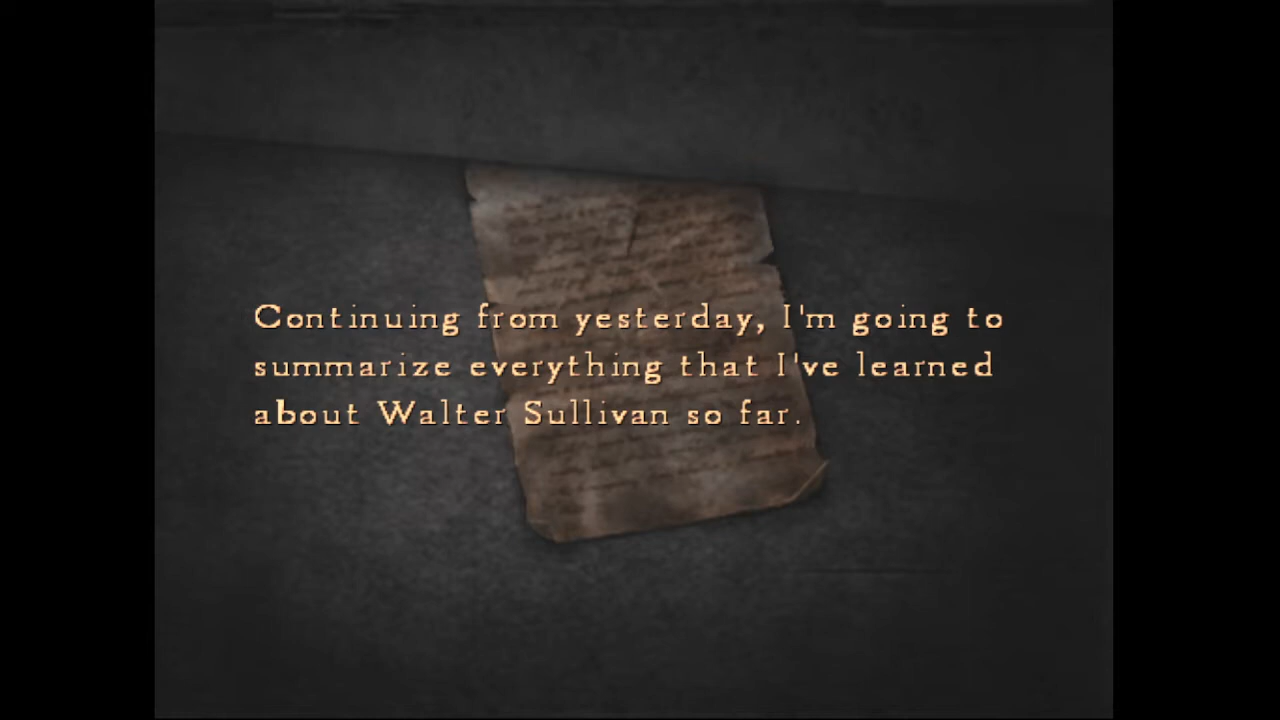 Continuing from yesterday, I'm going to
summarize everything that I've learned
about Walter Sullivan so far.